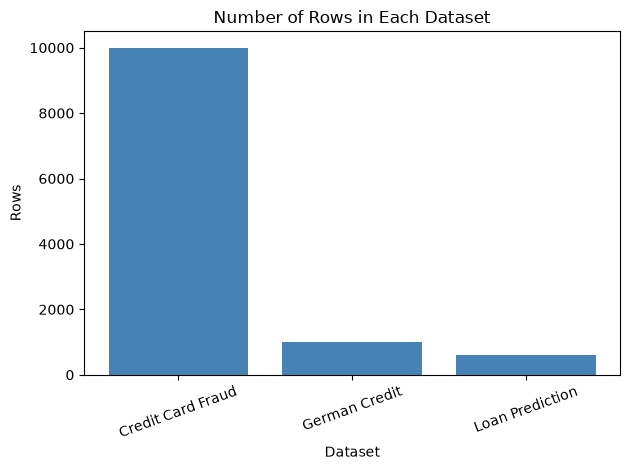 Number of Rows in Each Dataset
10000
8000
6000
4000
2000
0
Rows
Credit Card Fraud
German Credit
Loan Prediction
Dataset